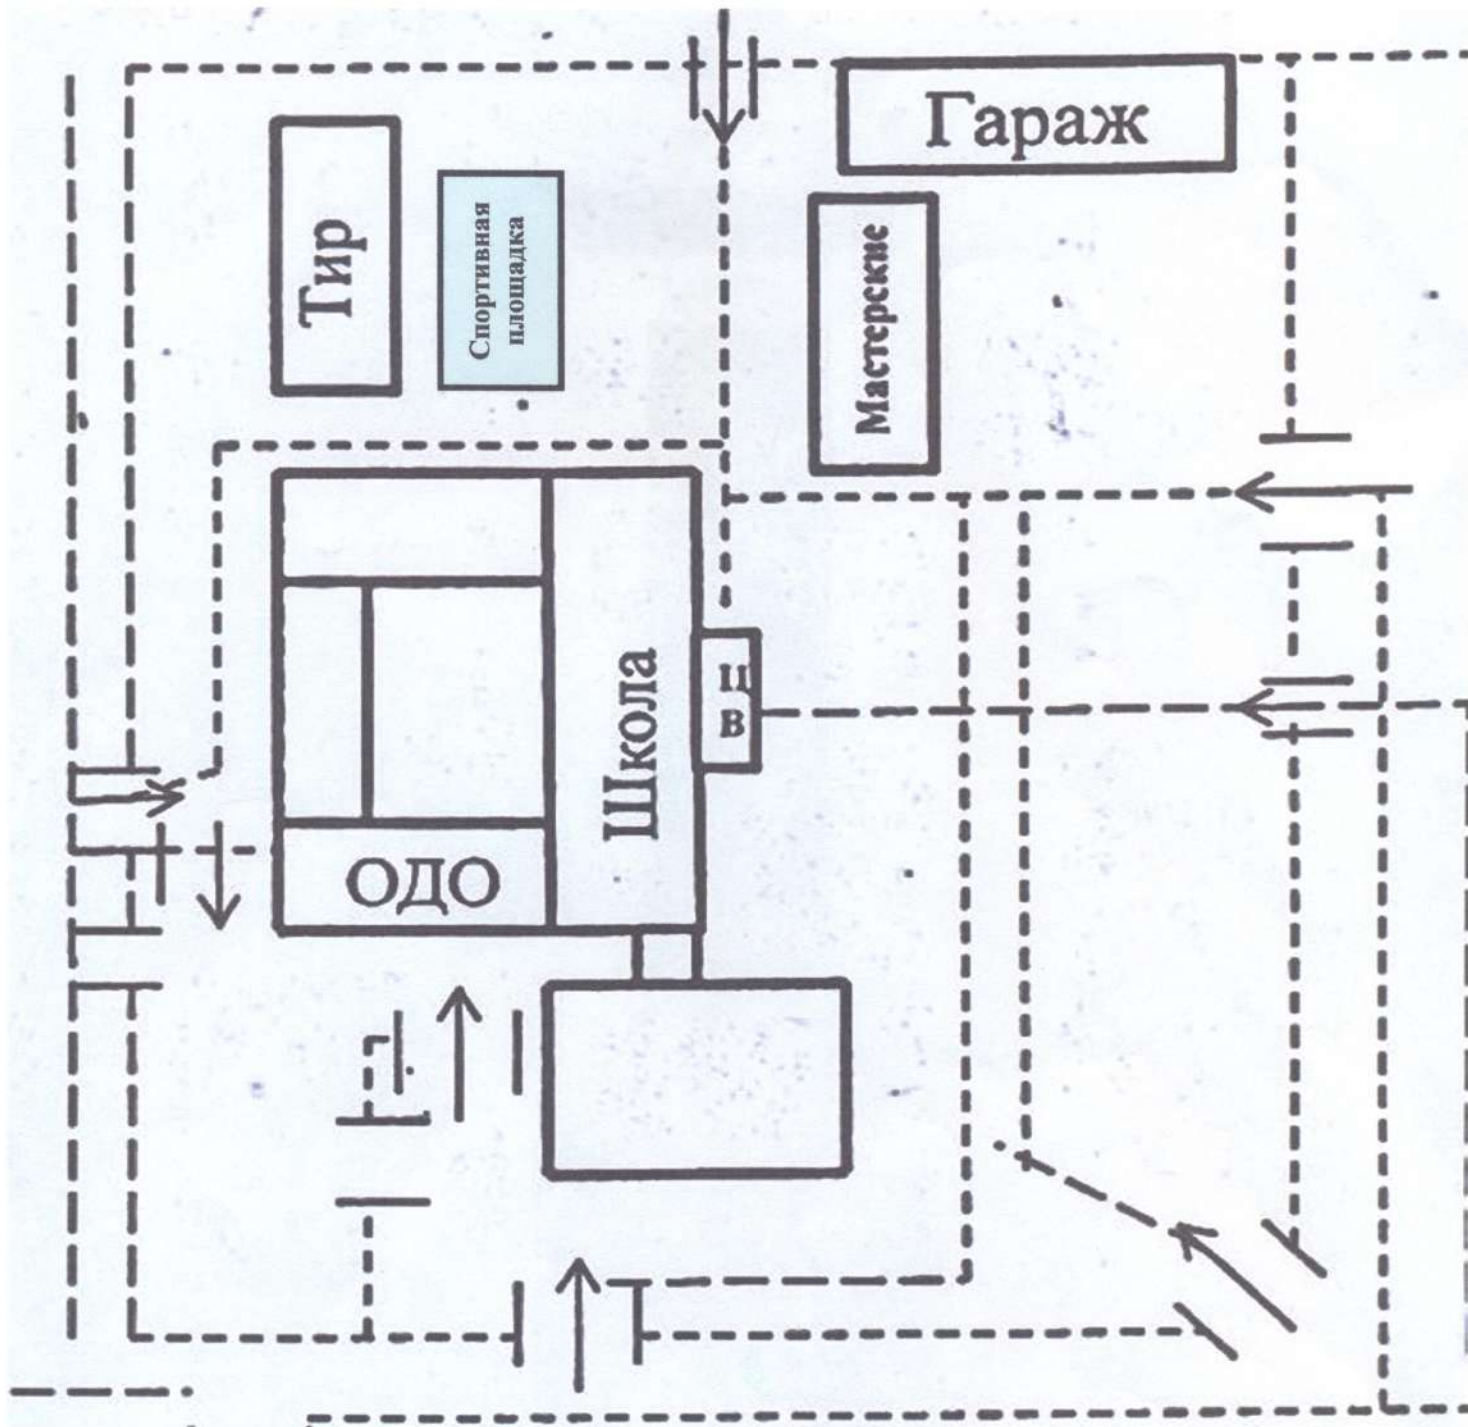 Гараж
Тир
Спортивная
площадка
Мастерские
Школа
Ц
В
ОДО